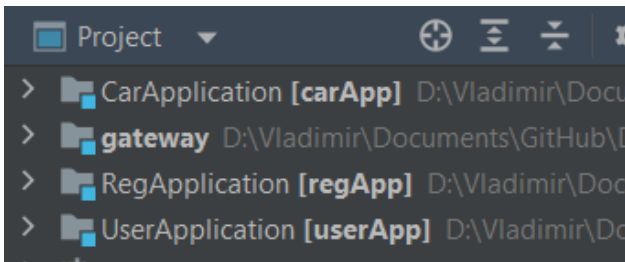 Project
CarApplication [carApp] D:\Vladimir\Docu
gateway D:\Vladimir\Documents\GitHub\
RegApplication [regApp] D:\Vladimir\Doc
UserApplication [userApp] D:\Vladimir\Do